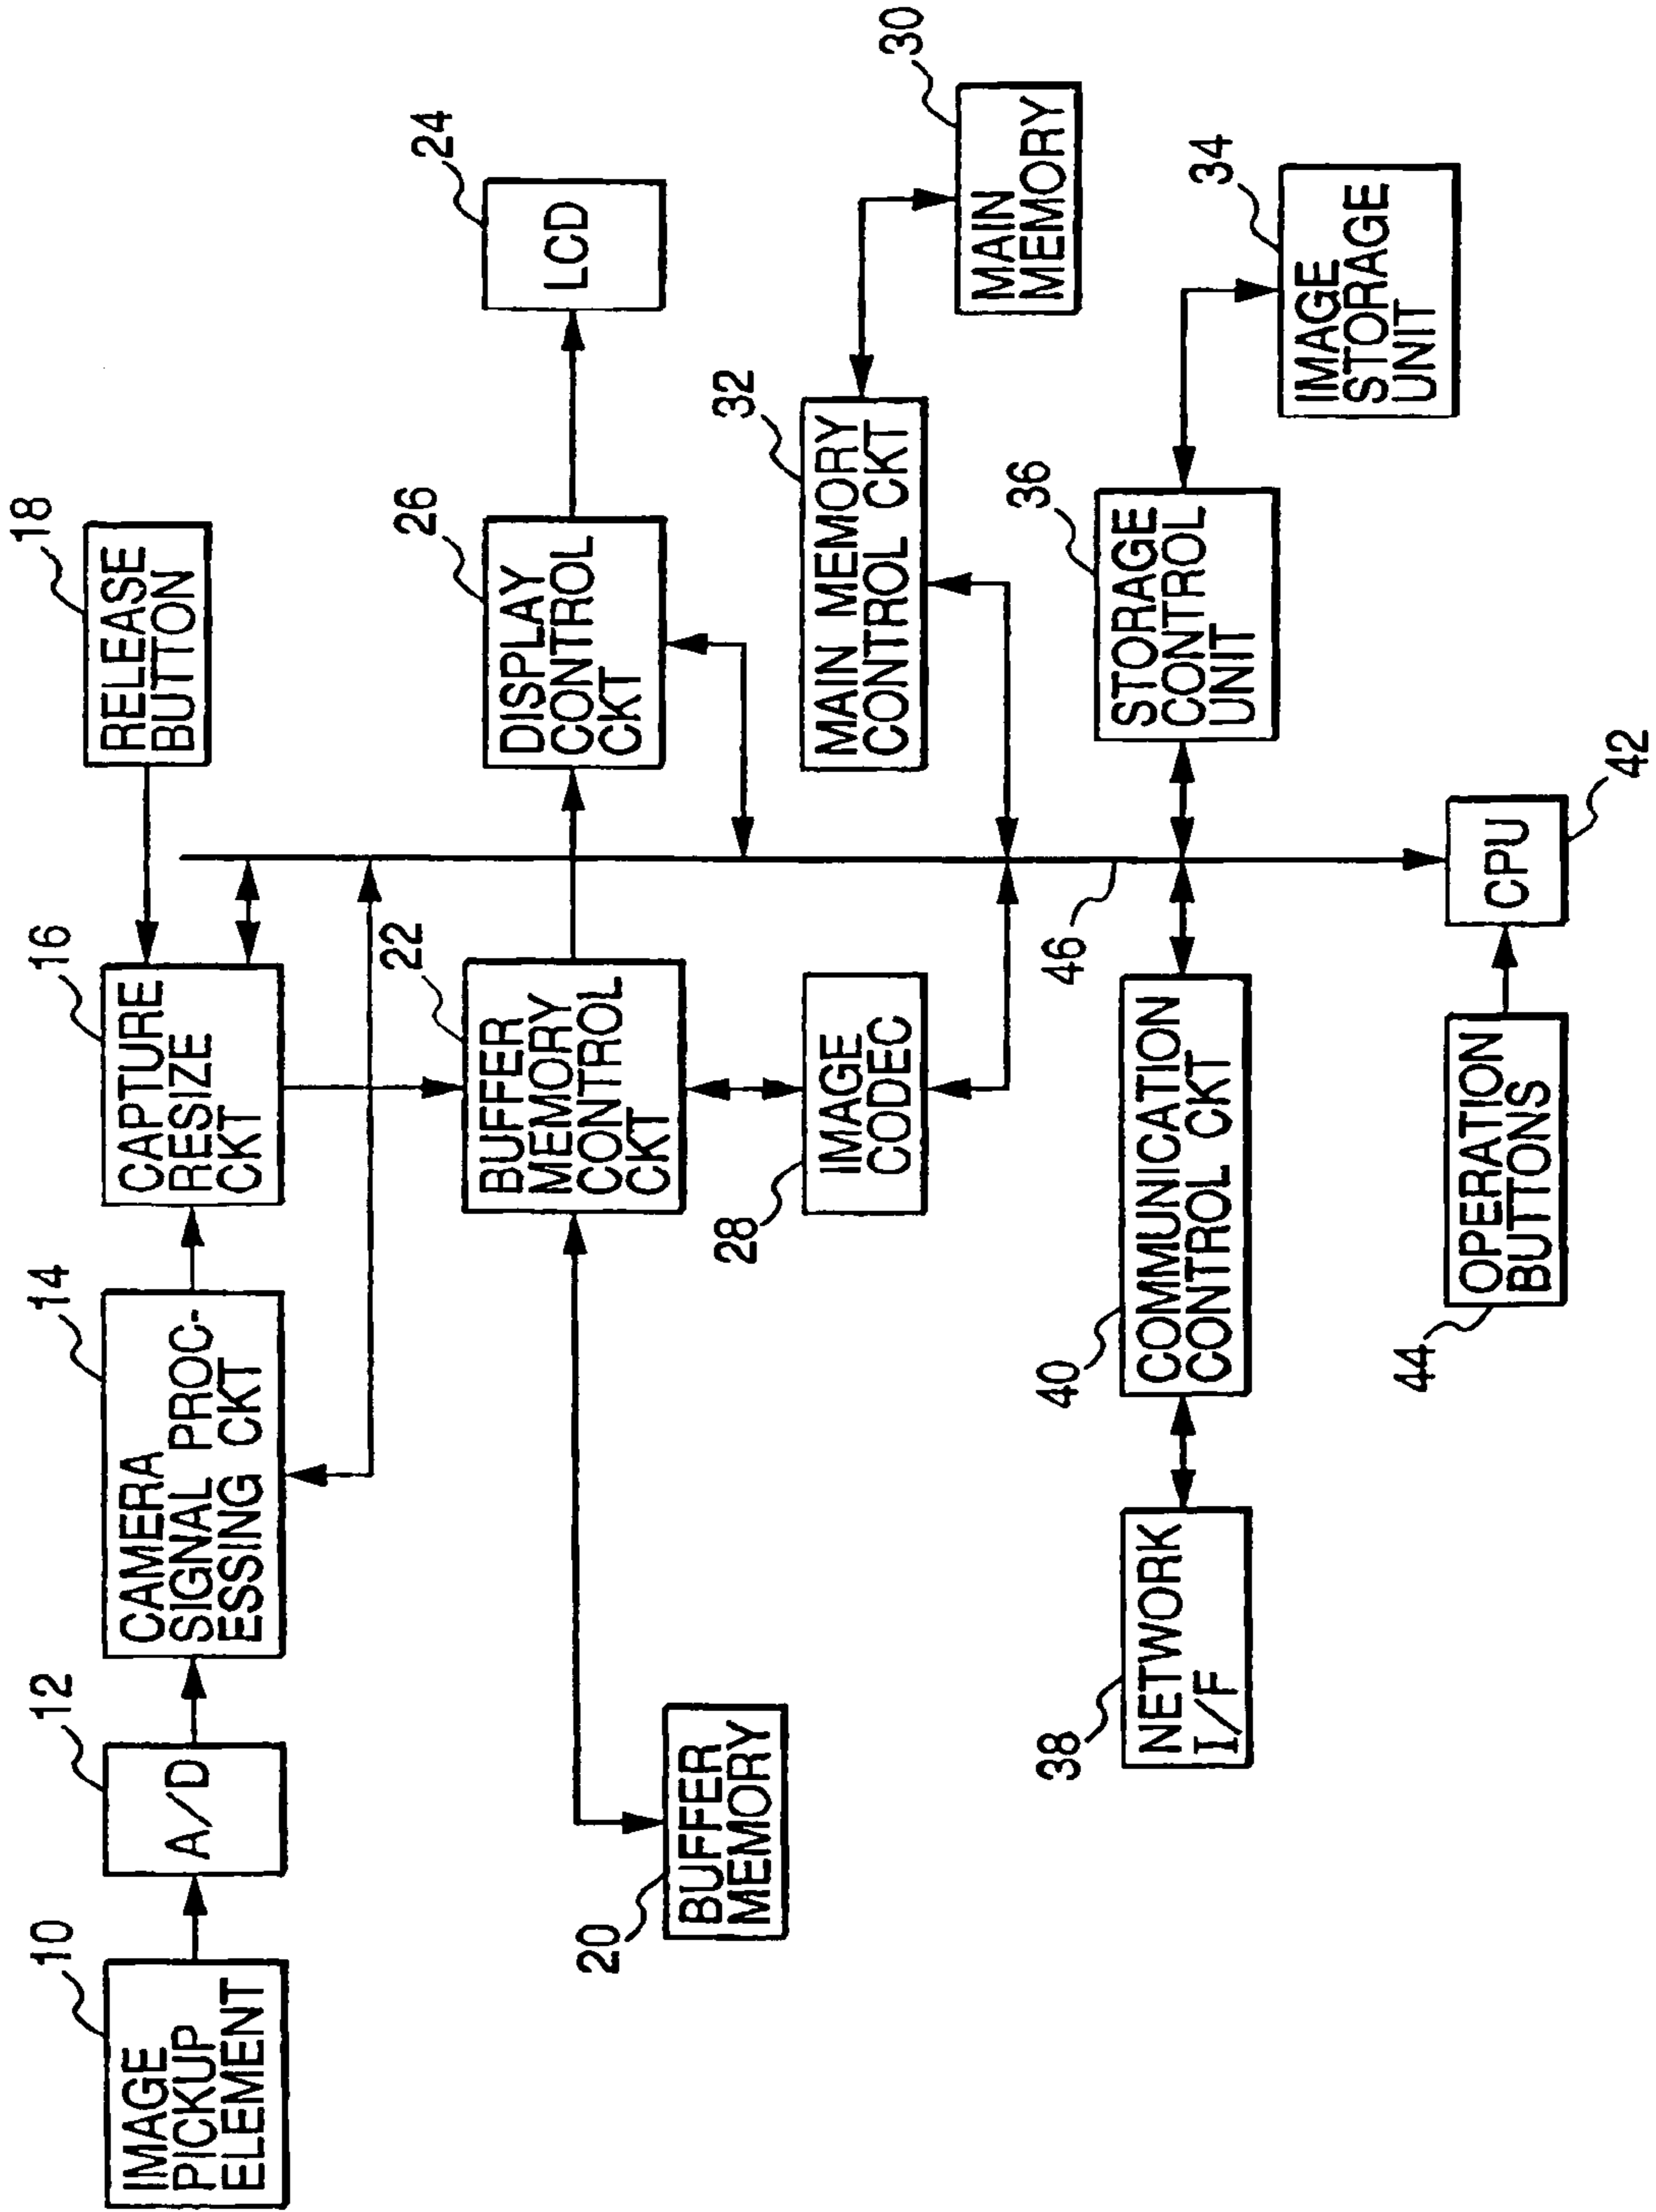 10
IMAGE
PICKUP
ELEMENT
12
A/D
14
CAMERA
SIGNAL PROC-
ESSING CKT
16
CAPTURE
RESIZE
CKT
18
RELEASE
BUTTON
20
BUFFER
MEMORY
22
BUFFER
MEMORY
CONTROL
CKT
26
DISPLAY
CONTROL
CKT
24
LCD
28
IMAGE
CODEC
32
MAIN MEMORY
CONTROL CKT
30
MAIN
MEMORY
38
NETWORK
I/F
40
COMMUNICATION
CONTROL CKT
46
36
STORAGE
CONTROL
UNIT
34
IMAGE
STORAGE
UNIT
44
OPERATION
BUTTONS
CPU
42